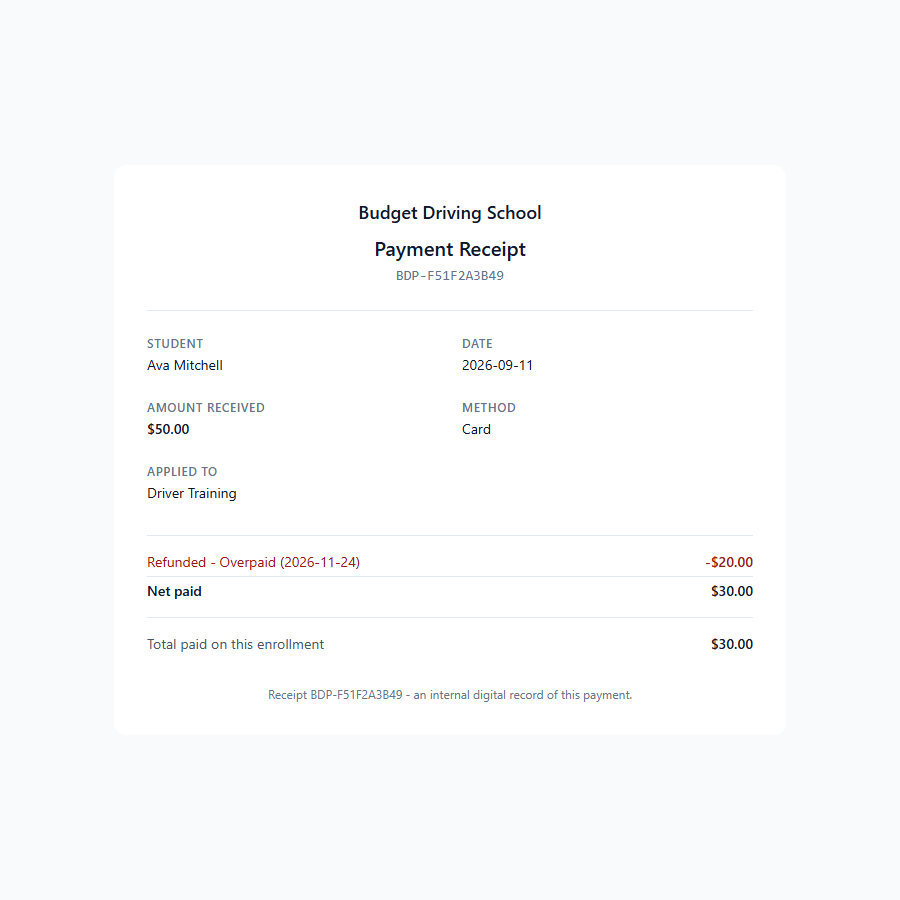 Budget Driving School
Payment Receipt
BDP-F51F2A3B49
STUDENT
Ava Mitchell
DATE
2026-09-11
AMOUNT RECEIVED
$50.00
METHOD
Card
APPLIED TO
Driver Training
Refunded - Overpaid (2026-11-24) -$20.00
Net paid $30.00
Total paid on this enrollment $30.00
Receipt BDP-F51F2A3B49 - an internal digital record of this payment.